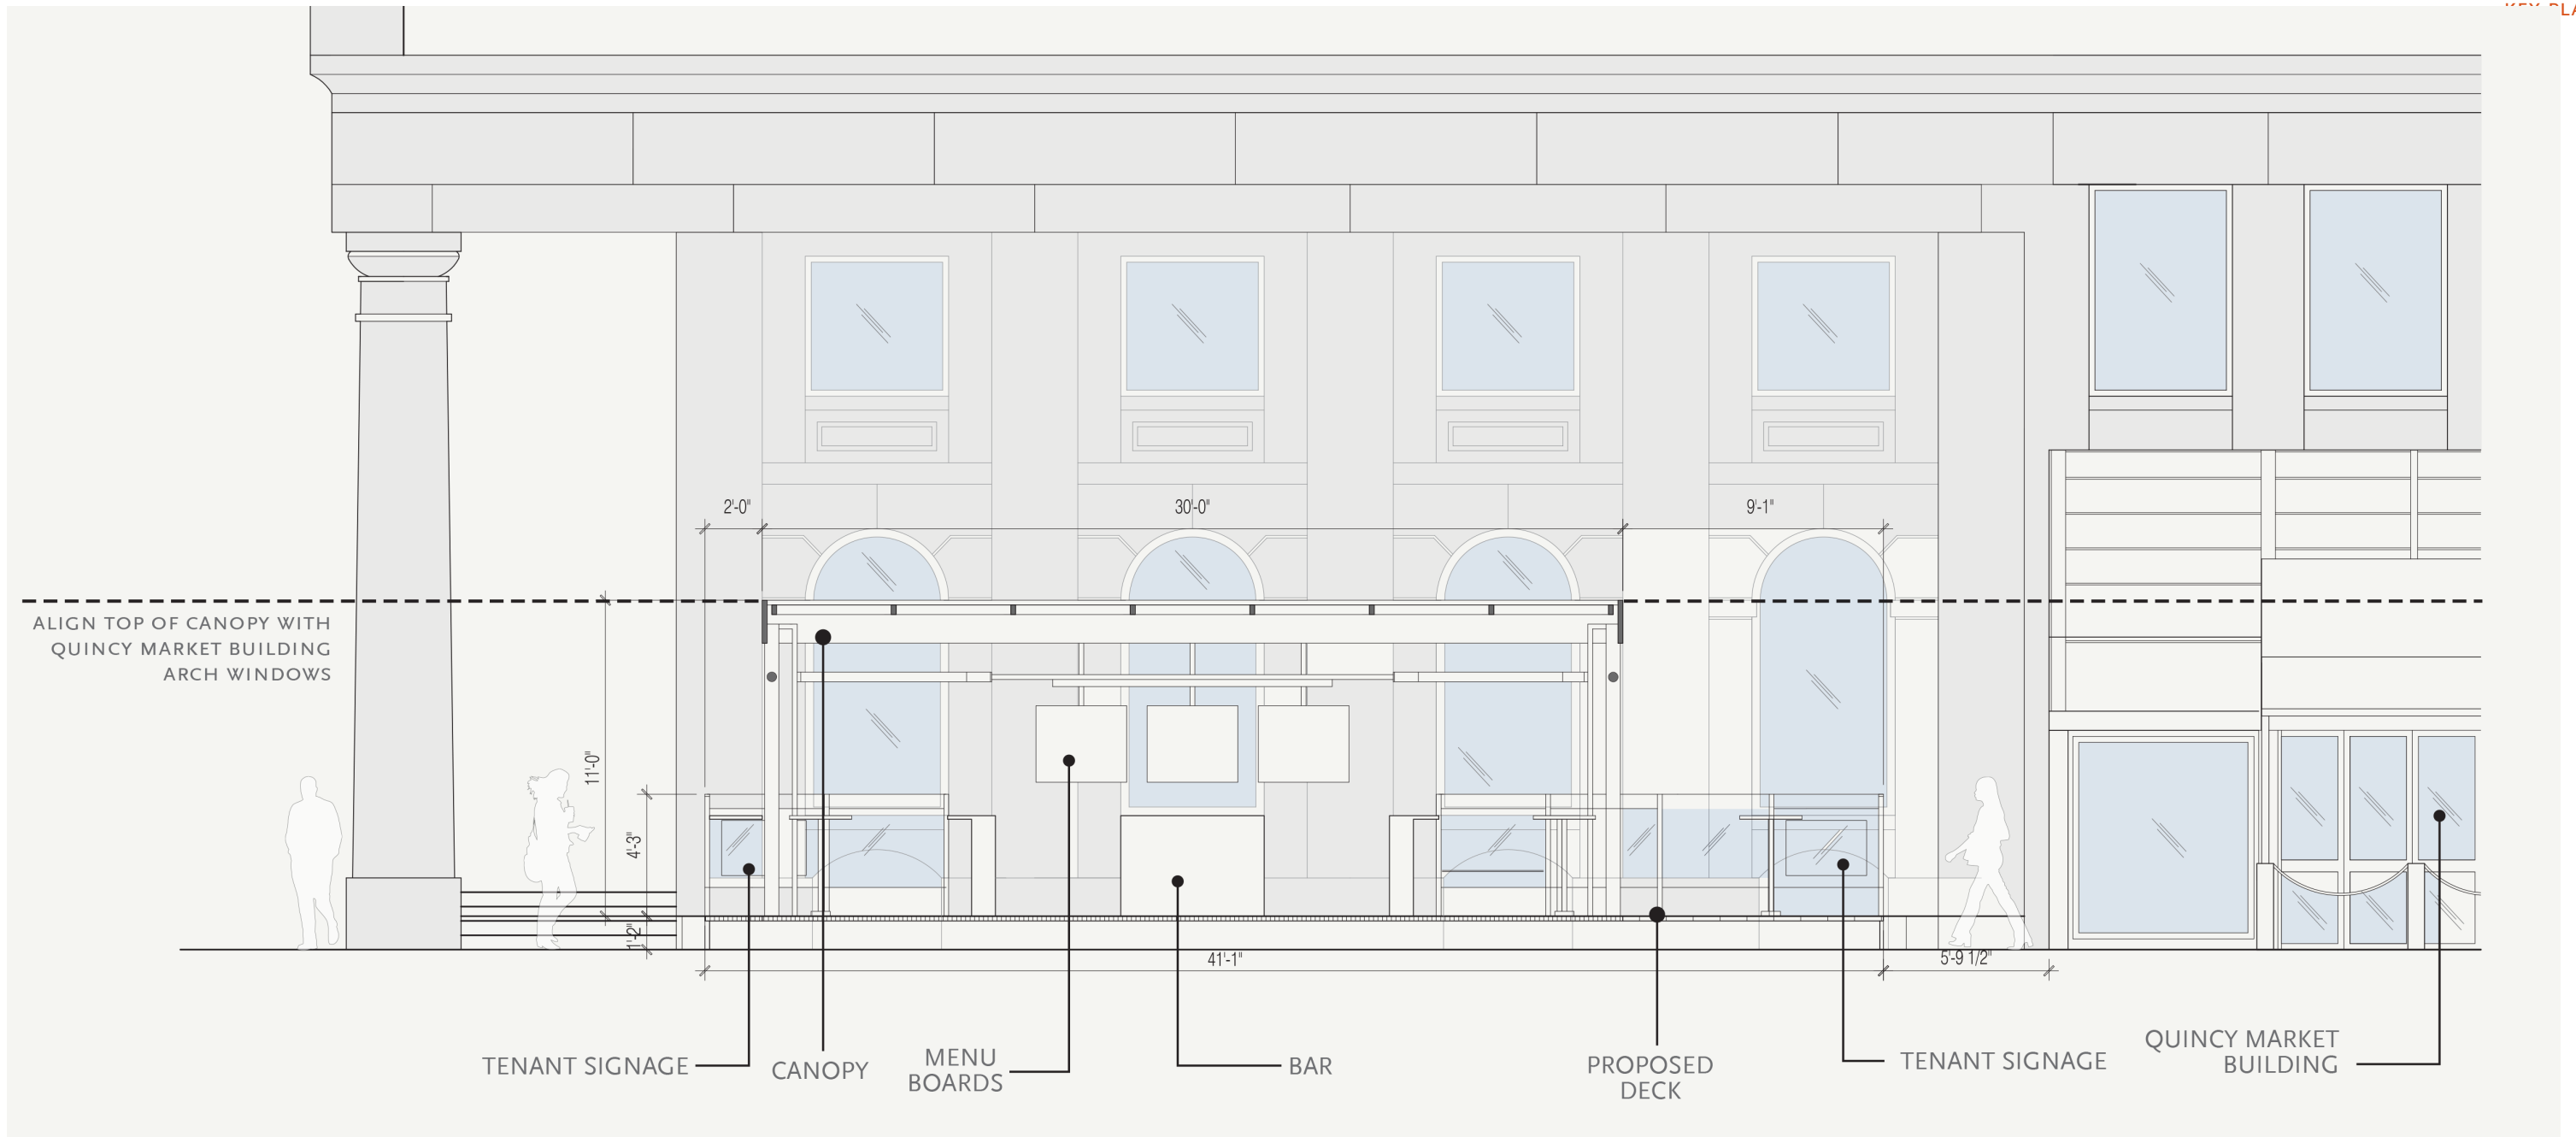 2'-0"
30'-0"
9'-1"
ALIGN TOP OF CANOPY WITH
QUINCY MARKET BUILDING
ARCH WINDOWS
11'-0"
4'-3"
1'-2"
41'-1"
5'-9 1/2"
TENANT SIGNAGE
CANOPY
MENU
BOARDS
BAR
PROPOSED
DECK
TENANT SIGNAGE
QUINCY MARKET
BUILDING